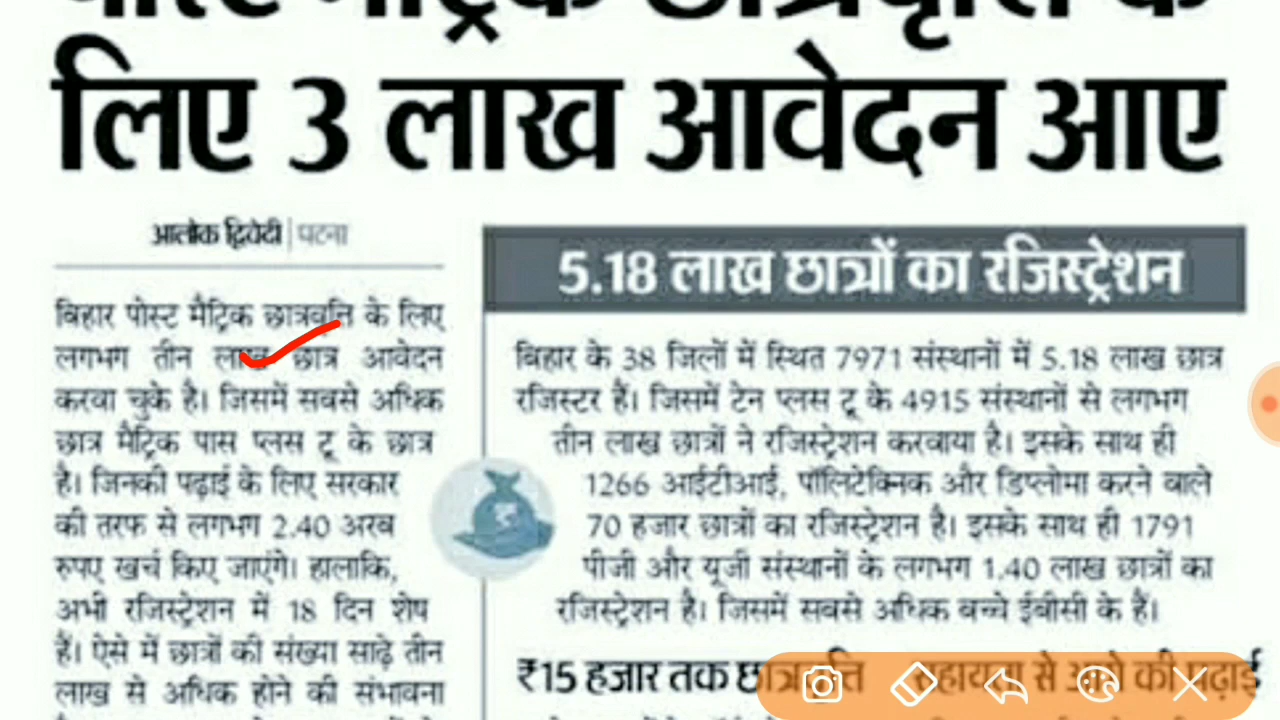 पोस्ट मैट्रिक छात्रवृत्ति के
लिए 3 लाख आवेदन आए
आलोक द्विवेदी | पटना
बिहार पोस्ट मैट्रिक छात्रवृत्ति के लिए
लगभग तीन लाख छात्र आवेदन
करवा चुके है। जिसमें सबसे अधिक
छात्र मैट्रिक पास प्लस टू के छात्र
है। जिनकी पढ़ाई के लिए सरकार
की तरफ से लगभग 2.40 अरब
रुपए खर्च किए जाएंगे। हालाकि,
अभी रजिस्ट्रेशन में 18 दिन शेष
हैं। ऐसे में छात्रों की संख्या साढ़े तीन
लाख से अधिक होने की संभावना
5.18 लाख छात्रों का रजिस्ट्रेशन
बिहार के 38 जिलों में स्थित 7971 संस्थानों में 5.18 लाख छात्र
रजिस्टर हैं। जिसमें टेन प्लस टू के 4915 संस्थानों से लगभग
तीन लाख छात्रों ने रजिस्ट्रेशन करवाया है। इसके साथ ही
1266 आईटीआई, पॉलिटेक्निक और डिप्लोमा करने वाले
70 हजार छात्रों का रजिस्ट्रेशन है। इसके साथ ही 1791
पीजी और यूजी संस्थानों के लगभग 1.40 लाख छात्रों का
रजिस्ट्रेशन है। जिसमें सबसे अधिक बच्चे ईबीसी के हैं।
₹15 हजार तक की पढ़ाई